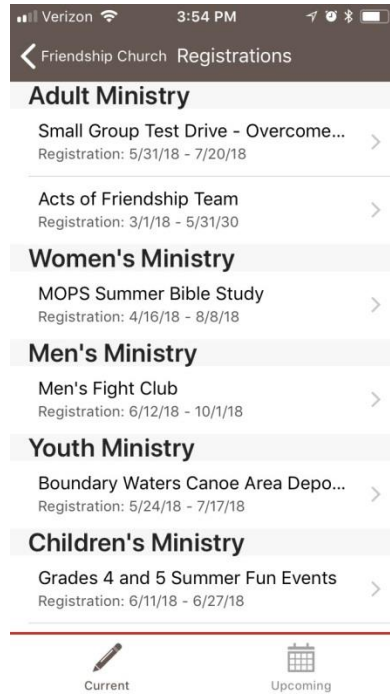 Verizon 3:54 PM
Friendship Church Registrations
Adult Ministry
Small Group Test Drive - Overcome...
Registration: 5/31/18 - 7/20/18
Acts of Friendship Team
Registration: 3/1/18 - 5/31/30
Women's Ministry
MOPS Summer Bible Study
Registration: 4/16/18 - 8/8/18
Men's Ministry
Men's Fight Club
Registration: 6/12/18 - 10/1/18
Youth Ministry
Boundary Waters Canoe Area Depo...
Registration: 5/24/18 - 7/17/18
Children's Ministry
Grades 4 and 5 Summer Fun Events
Registration: 6/11/18 - 6/27/18
Current Upcoming